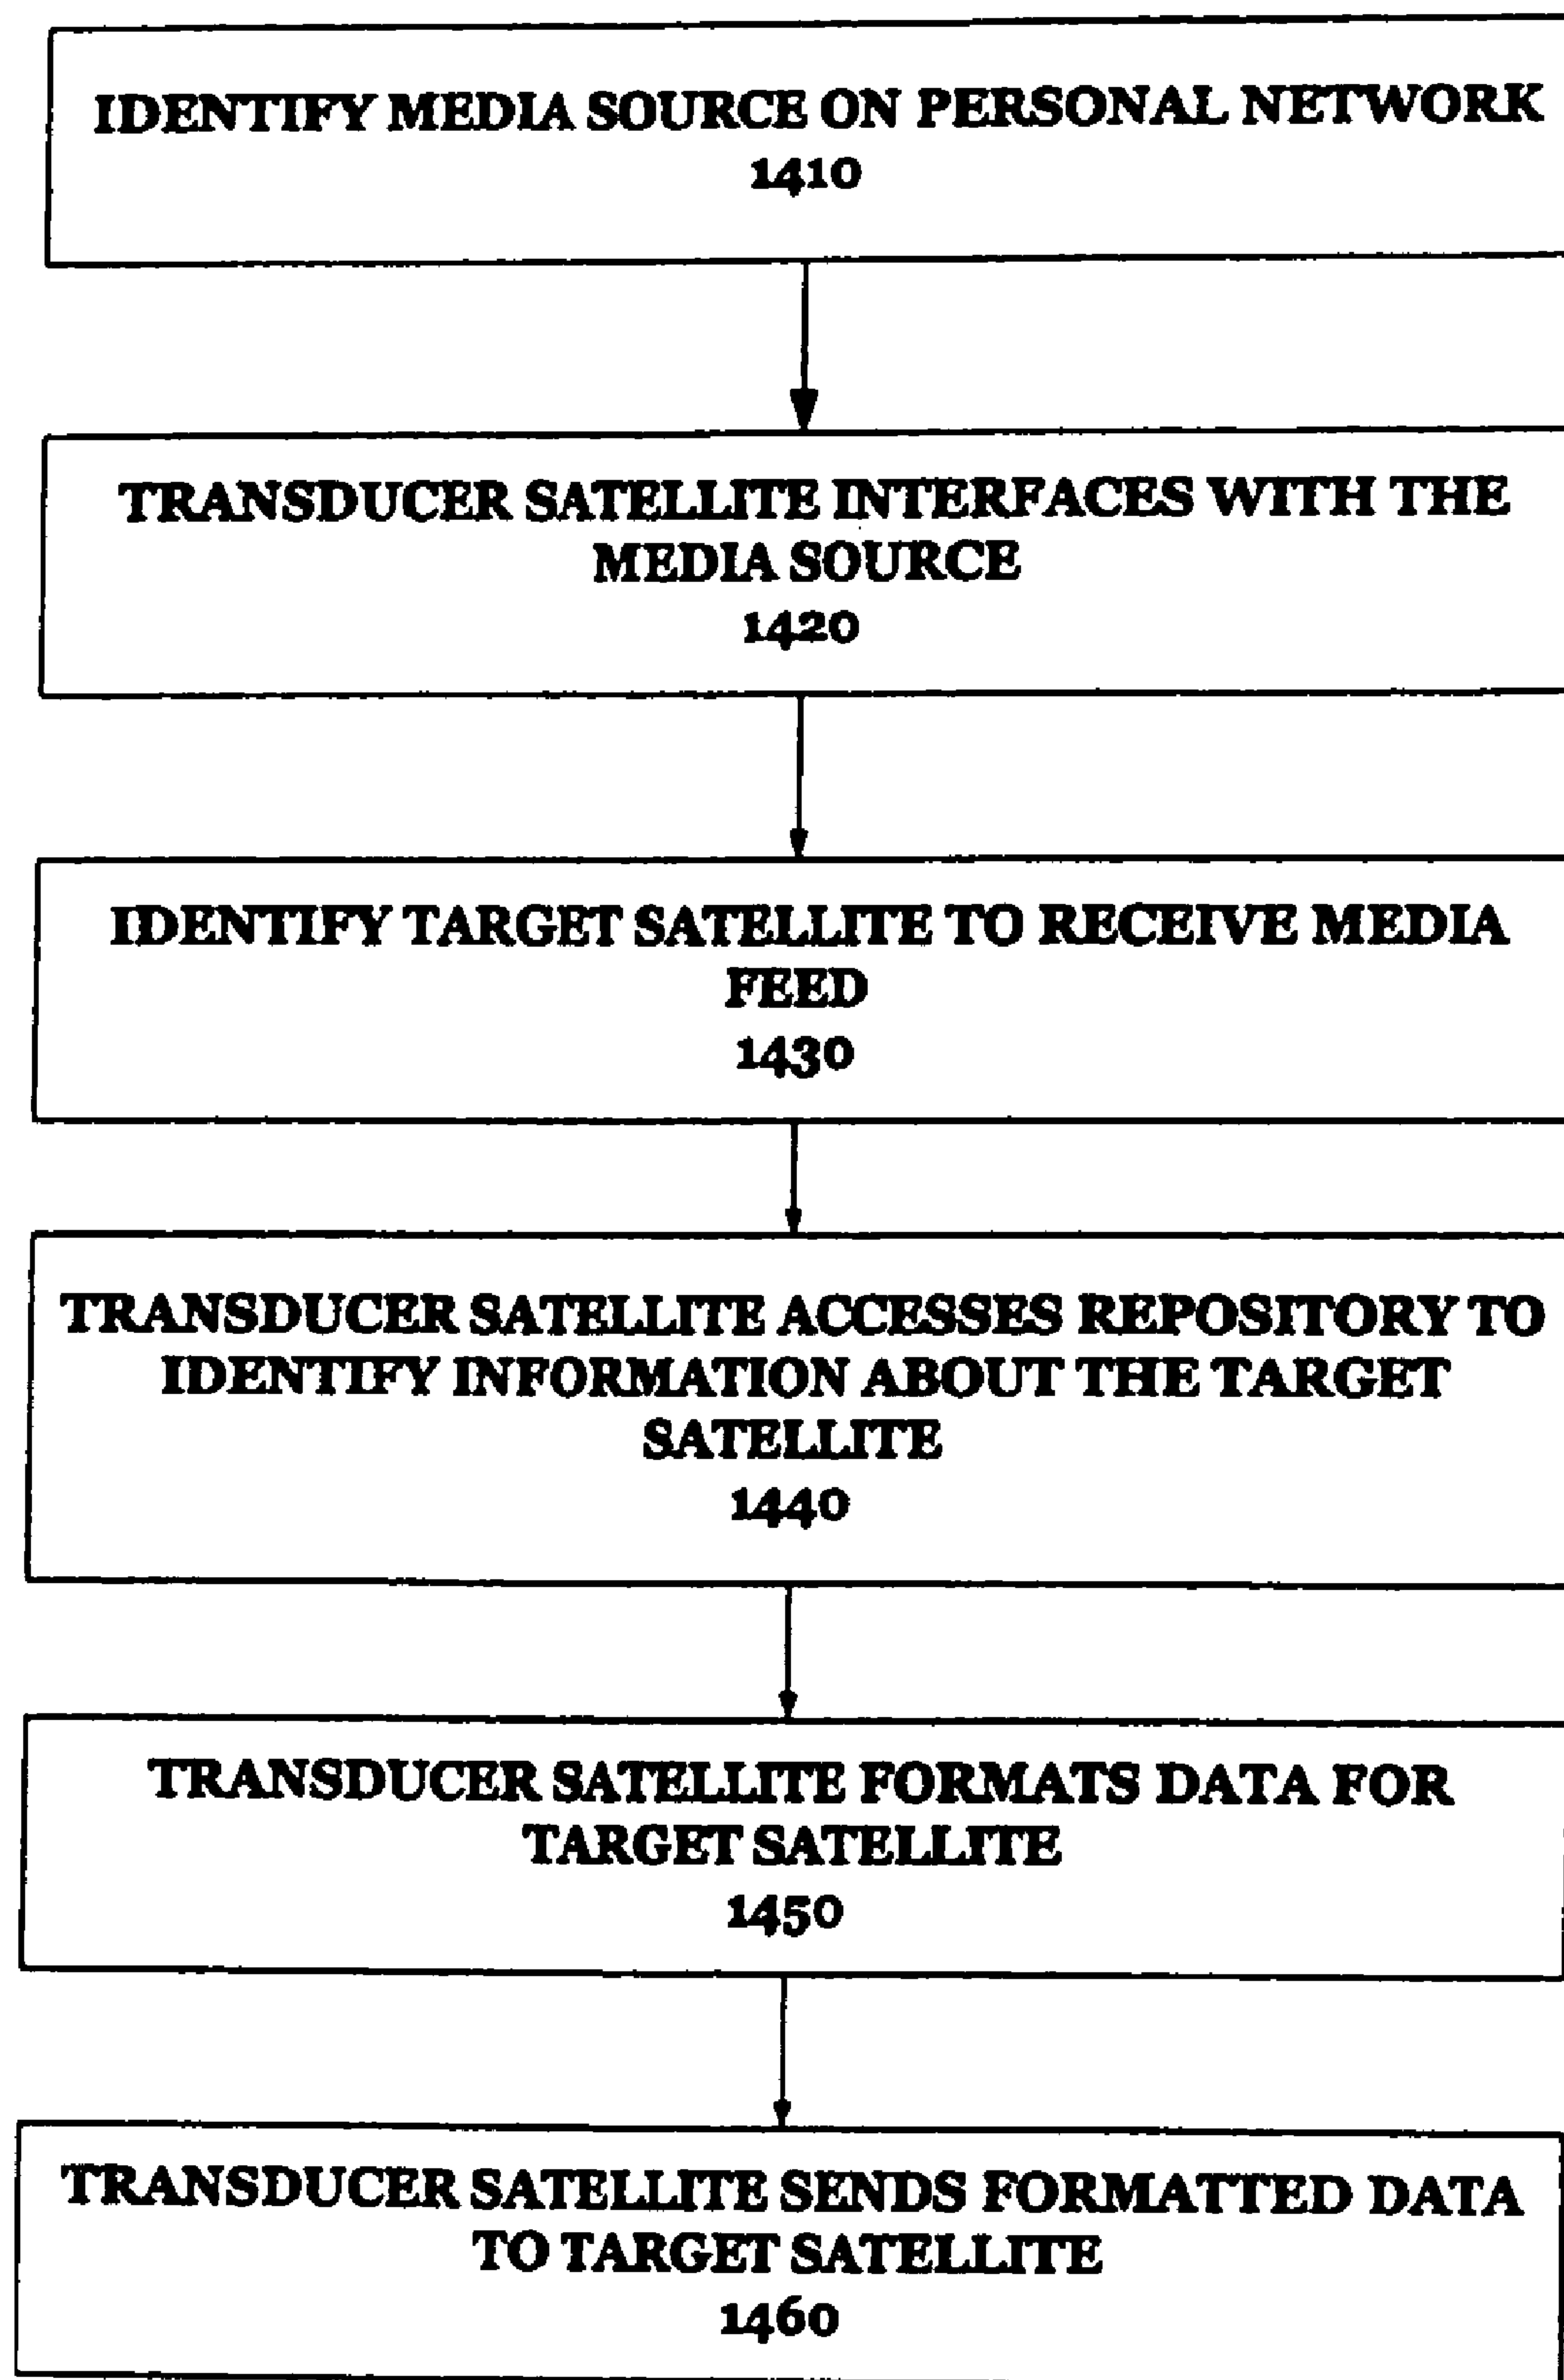 IDENTIFY MEDIA SOURCE ON PERSONAL NETWORK
1410
TRANSDUCER SATELLITE INTERFACES WITH THE
MEDIA SOURCE
1420
IDENTIFY TARGET SATELLITE TO RECEIVE MEDIA
FEED
1430
TRANSDUCER SATELLITE ACCESSES REPOSITORY TO
IDENTIFY INFORMATION ABOUT THE TARGET
SATELLITE
1440
TRANSDUCER SATELLITE FORMATS DATA FOR
TARGET SATELLITE
1450
TRANSDUCER SATELLITE SENDS FORMATTED DATA
TO TARGET SATELLITE
1460